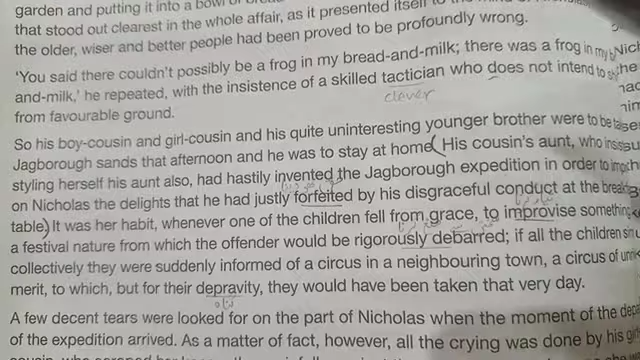 garden and putting it into a bowl of
that stood out clearest in the whole affair, as it presented itself to the
the older, wiser and better people had been proved to be profoundly wrong.
'You said there couldn't possibly be a frog in my bread-and-milk; there was a frog in my
and-milk,' he repeated, with the insistence of a skilled tactician who does not intend to
clever
from favourable ground.
So his boy-cousin and girl-cousin and his quite uninteresting younger brother were to be
Jagborough sands that afternoon and he was to stay at home. (His cousin's aunt, who
styling herself his aunt also, had hastily invented the Jagborough expedition in order to
on Nicholas the delights that he had justly forfeited by his disgraceful conduct at the
table) It was her habit, whenever one of the children fell from grace, to improvise something
a festival nature from which the offender would be rigorously debarred; if all the children
collectively they were suddenly informed of a circus in a neighbouring town, a circus of
merit, to which, but for their depravity, they would have been taken that very day.
گناہ
A few decent tears were looked for on the part of Nicholas when the moment of the
of the expedition arrived. As a matter of fact, however, all the crying was done by his